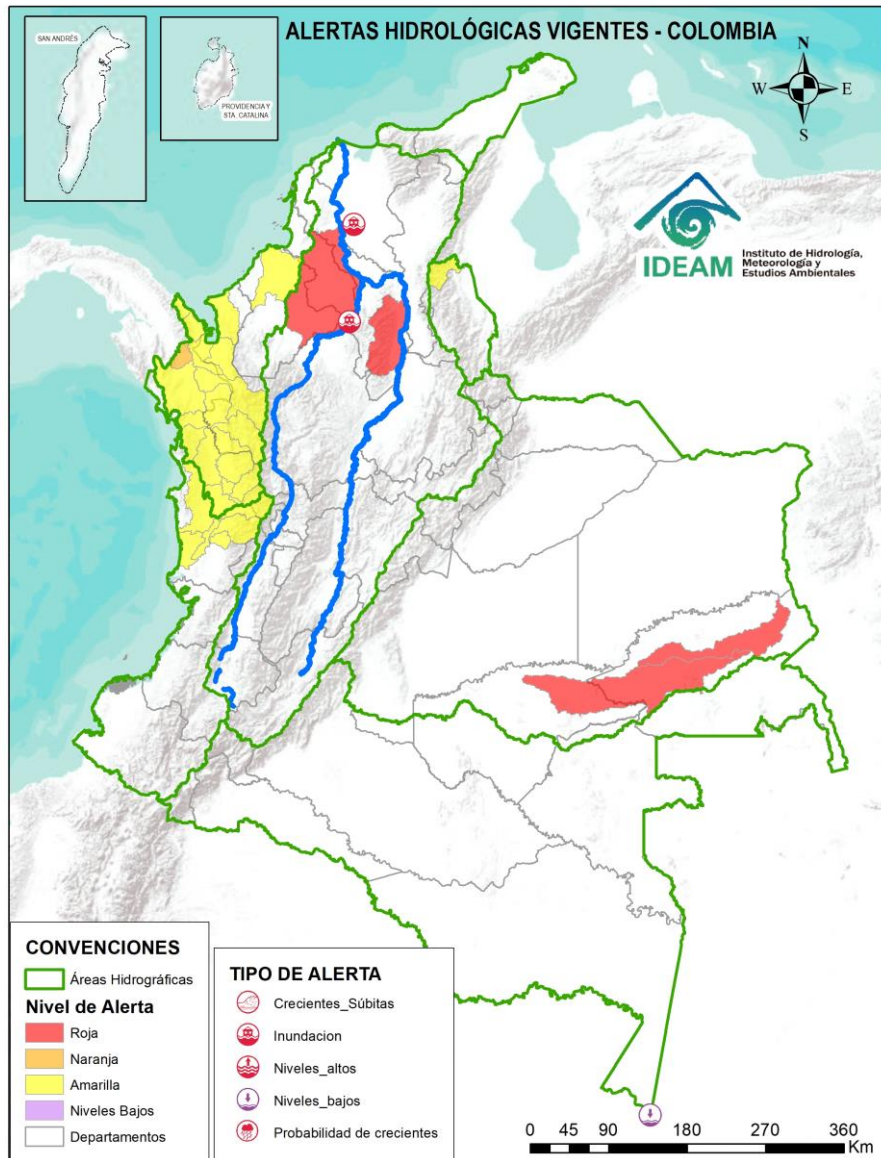 SAN ANDRÉS
PROVIDENCIA Y
STA. CATALINA
ALERTAS HIDROLÓGICAS VIGENTES - COLOMBIA
N
W
E
S
IDEAM
Instituto de Hidrología,
Meteorología y
Estudios Ambientales
CONVENCIONES
Áreas Hidrográficas
Nivel de Alerta
Roja
Naranja
Amarilla
Niveles Bajos
Departamentos
TIPO DE ALERTA
Crecientes_Súbitas
Inundacion
Niveles_altos
Niveles_bajos
Probabilidad de crecientes
0 45 90 180 270 360
Km